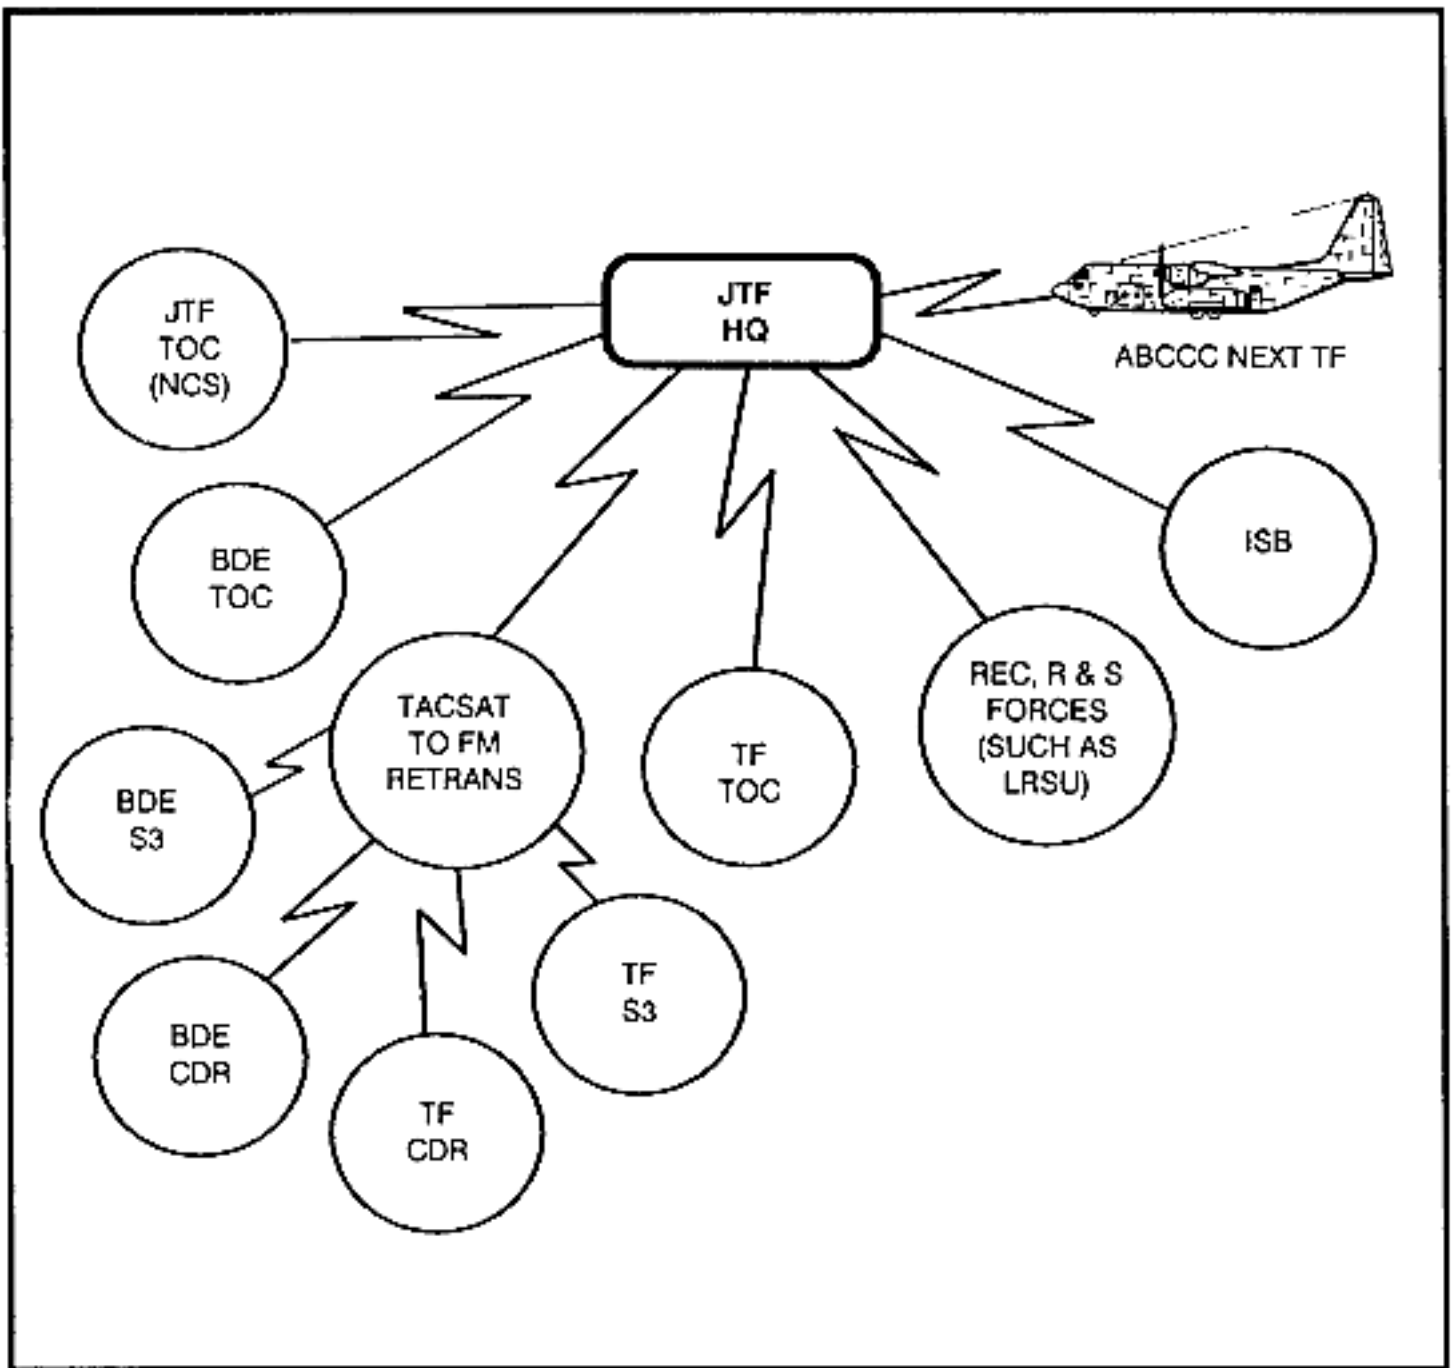 JTF
HQ
JTF
TOC
(NCS)
ABCCC NEXT TF
BDE
TOC
ISB
TACSAT
TO FM
RETRANS
TF
TOC
REC, R & S
FORCES
(SUCH AS
LRSU)
BDE
S3
BDE
CDR
TF
CDR
TF
S3